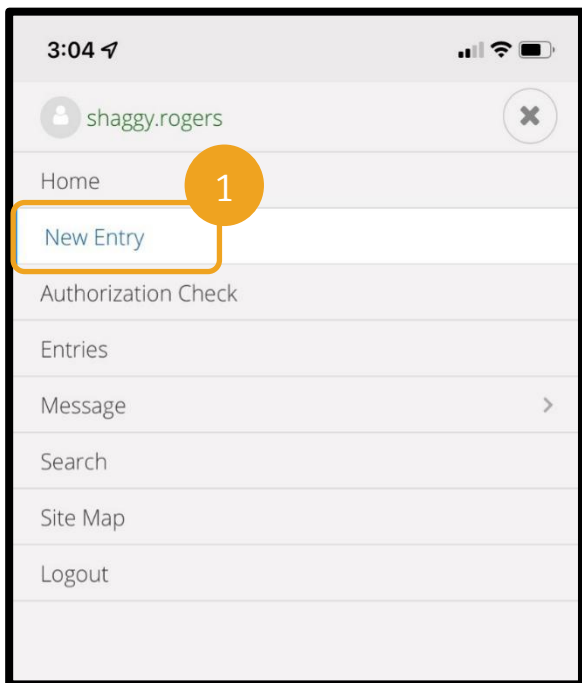 3:04
shaggy.rogers
Home
1
New Entry
Authorization Check
Entries
Message
Search
Site Map
Logout